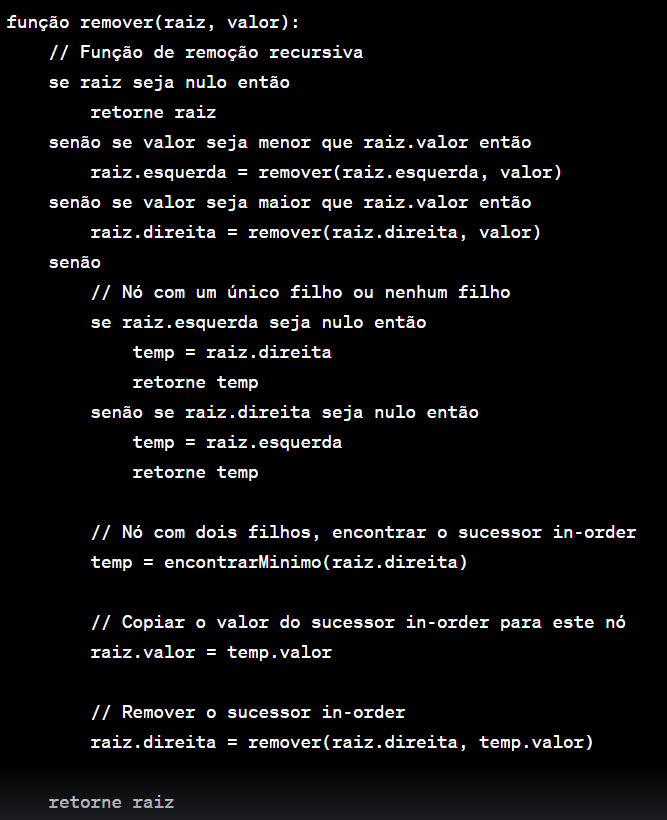 função remover(raiz, valor):
    // Função de remoção recursiva
    se raiz seja nulo então
        retorne raiz
    senão se valor seja menor que raiz.valor então
        raiz.esquerda = remover(raiz.esquerda, valor)
    senão se valor seja maior que raiz.valor então
        raiz.direita = remover(raiz.direita, valor)
    senão
        // Nó com um único filho ou nenhum filho
        se raiz.esquerda seja nulo então
            temp = raiz.direita
            retorne temp
        senão se raiz.direita seja nulo então
            temp = raiz.esquerda
            retorne temp

        // Nó com dois filhos, encontrar o sucessor in-order
        temp = encontrarMinimo(raiz.direita)

        // Copiar o valor do sucessor in-order para este nó
        raiz.valor = temp.valor

        // Remover o sucessor in-order
        raiz.direita = remover(raiz.direita, temp.valor)

    retorne raiz